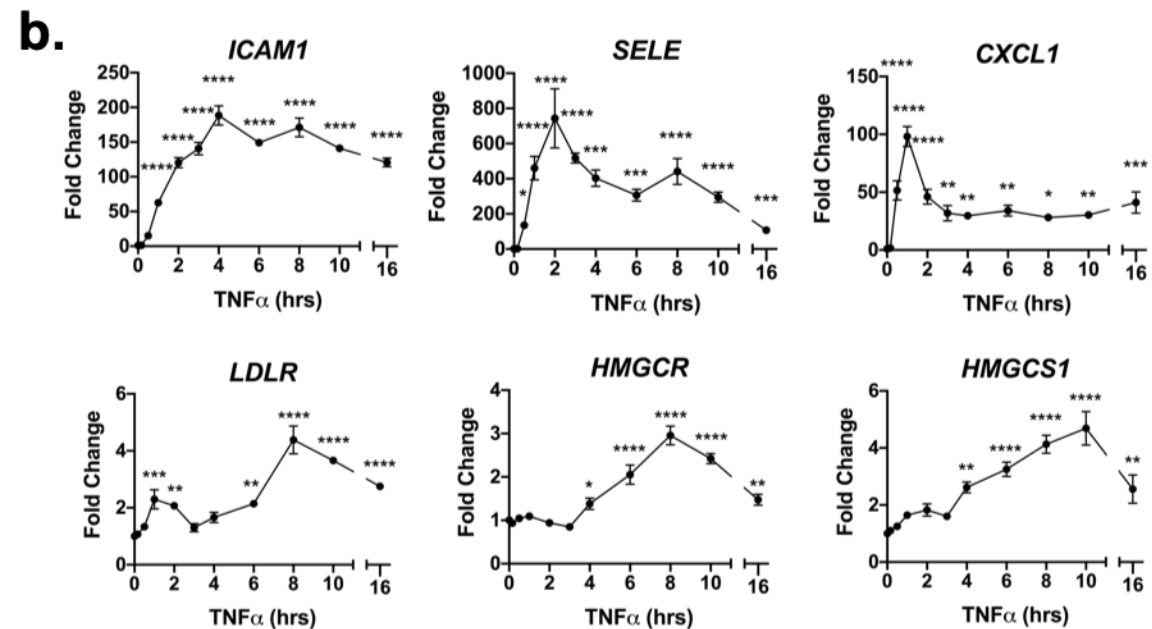 b.
ICAM1
Fold Change
250
200
150
100
50
0
****
****
****
****
****
****
****
****
0 2 4 6 8 10 16
TNFα (hrs)
SELE
Fold Change
1000
800
600
400
200
0
*
****
****
****
***
***
****
****
***
0 2 4 6 8 10 16
TNFα (hrs)
CXCL1
Fold Change
150
100
50
0
****
****
****
**
**
**
*
**
***
0 2 4 6 8 10 16
TNFα (hrs)
LDLR
Fold Change
6
4
2
0
***
**
**
****
****
****
0 2 4 6 8 10 16
TNFα (hrs)
HMGCR
Fold Change
4
3
2
1
0
*
****
****
****
**
0 2 4 6 8 10 16
TNFα (hrs)
HMGCS1
Fold Change
6
4
2
0
**
****
****
****
**
0 2 4 6 8 10 16
TNFα (hrs)